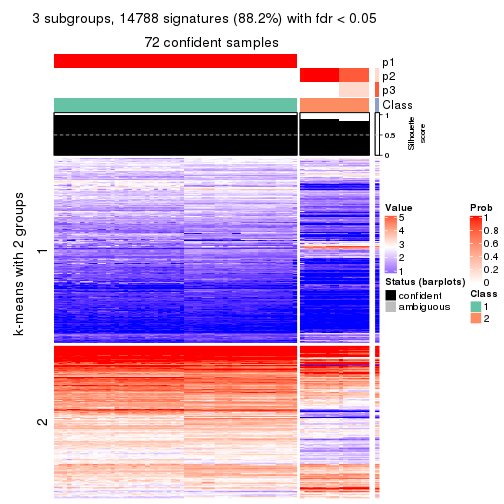 3 subgroups, 14788 signatures (88.2%) with fdr < 0.05
72 confident samples
p1
p2
p3
Class
1
0.5
0
Silhouette
score
k-means with 2 groups
1
2
Value
5
4
3
2
1
Status (barplots)
confident
ambiguous
Prob
1
0.8
0.6
0.4
0.2
0
Class
1
2